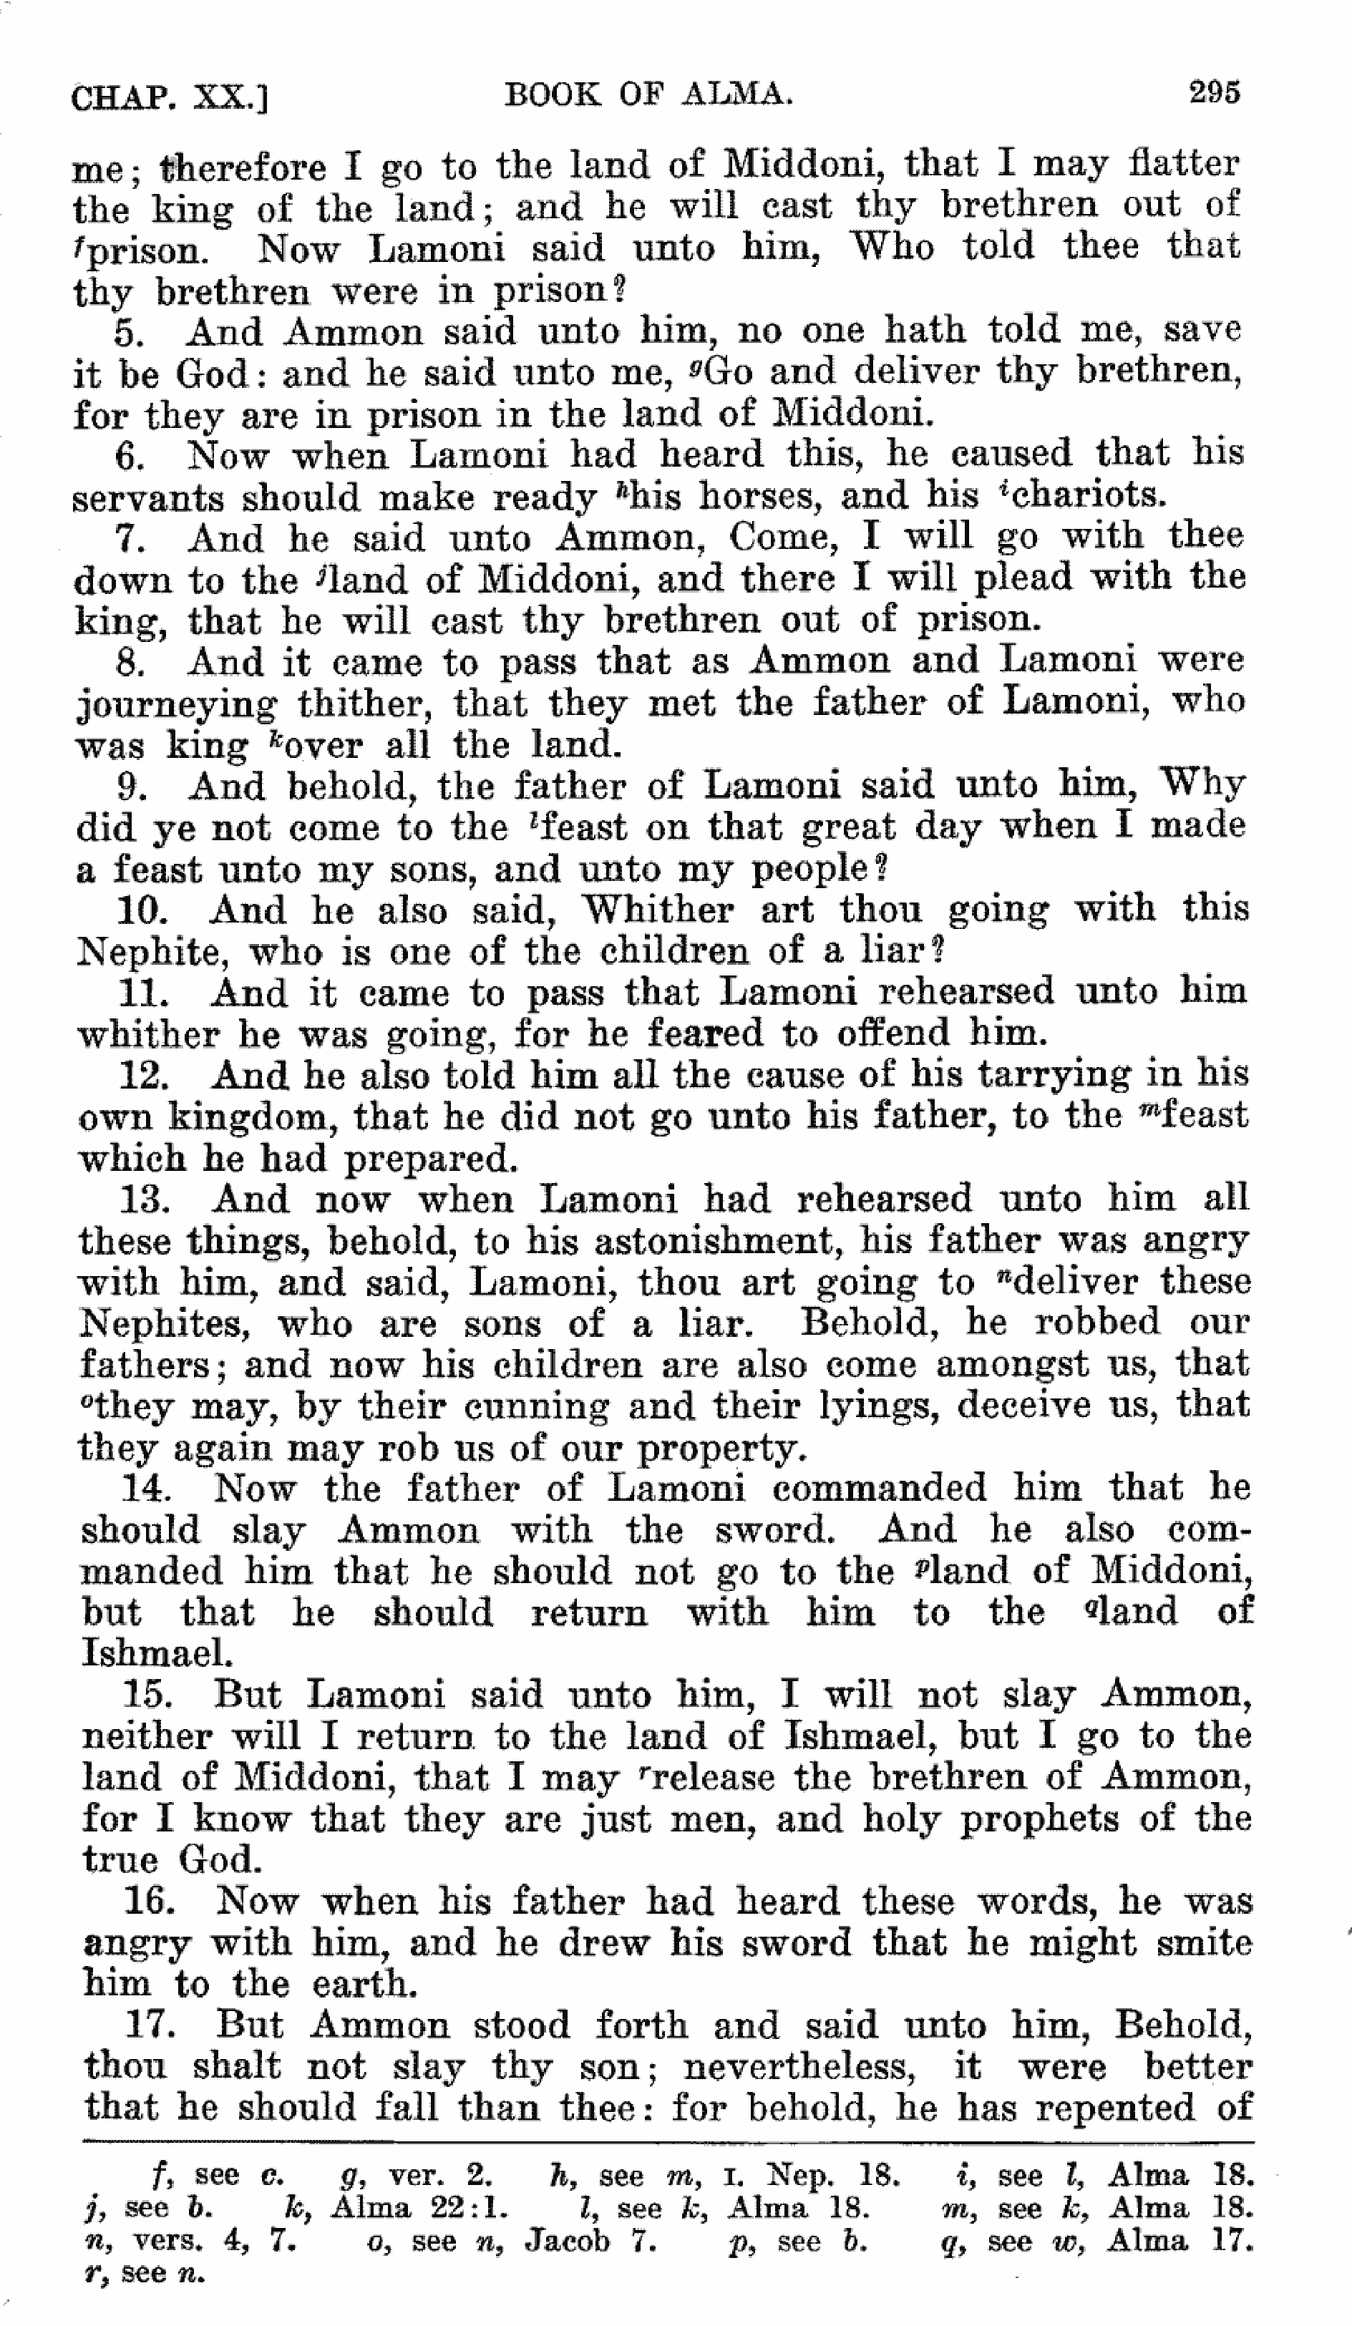 CHAP. XX.] BOOK OF ALMA. 295
me; therefore I go to the land of Middoni, that I may flatter
the king of the land; and he will cast thy brethren out of
fprison. Now Lamoni said unto him, Who told thee that
thy brethren were in prison?
5. And Ammon said unto him, no one hath told me, save
it be God: and he said unto me, gGo and deliver thy brethren,
for they are in prison in the land of Middoni.
6. Now when Lamoni had heard this, he caused that his
servants should make ready hhis horses, and his ichariots.
7. And he said unto Ammon, Come, I will go with thee
down to the jland of Middoni, and there I will plead with the
king, that he will cast thy brethren out of prison.
8. And it came to pass that as Ammon and Lamoni were
journeying thither, that they met the father of Lamoni, who
was king kover all the land.
9. And behold, the father of Lamoni said unto him, Why
did ye not come to the lfeast on that great day when I made
a feast unto my sons, and unto my people?
10. And he also said, Whither art thou going with this
Nephite, who is one of the children of a liar?
11. And it came to pass that Lamoni rehearsed unto him
whither he was going, for he feared to offend him.
12. And he also told him all the cause of his tarrying in his
own kingdom, that he did not go unto his father, to the mfeast
which he had prepared.
13. And now when Lamoni had rehearsed unto him all
these things, behold, to his astonishment, his father was angry
with him, and said, Lamoni, thou art going to ndeliver these
Nephites, who are sons of a liar. Behold, he robbed our
fathers; and now his children are also come amongst us, that
othey may, by their cunning and their lyings, deceive us, that
they again may rob us of our property.
14. Now the father of Lamoni commanded him that he
should slay Ammon with the sword. And he also com-
manded him that he should not go to the pland of Middoni,
but that he should return with him to the qland of
Ishmael.
15. But Lamoni said unto him, I will not slay Ammon,
neither will I return to the land of Ishmael, but I go to the
land of Middoni, that I may rrelease the brethren of Ammon,
for I know that they are just men, and holy prophets of the
true God.
16. Now when his father had heard these words, he was
angry with him, and he drew his sword that he might smite
him to the earth.
17. But Ammon stood forth and said unto him, Behold,
thou shalt not slay thy son; nevertheless, it were better
that he should fall than thee: for behold, he has repented of
f, see c. g, ver. 2. h, see m, I. Nep. 18. i, see l, Alma 18.
j, see b. k, Alma 22:1. l, see k, Alma 18. m, see k, Alma 18.
n, vers. 4, 7. o, see n, Jacob 7. p, see b. q, see w, Alma 17.
r, see n.